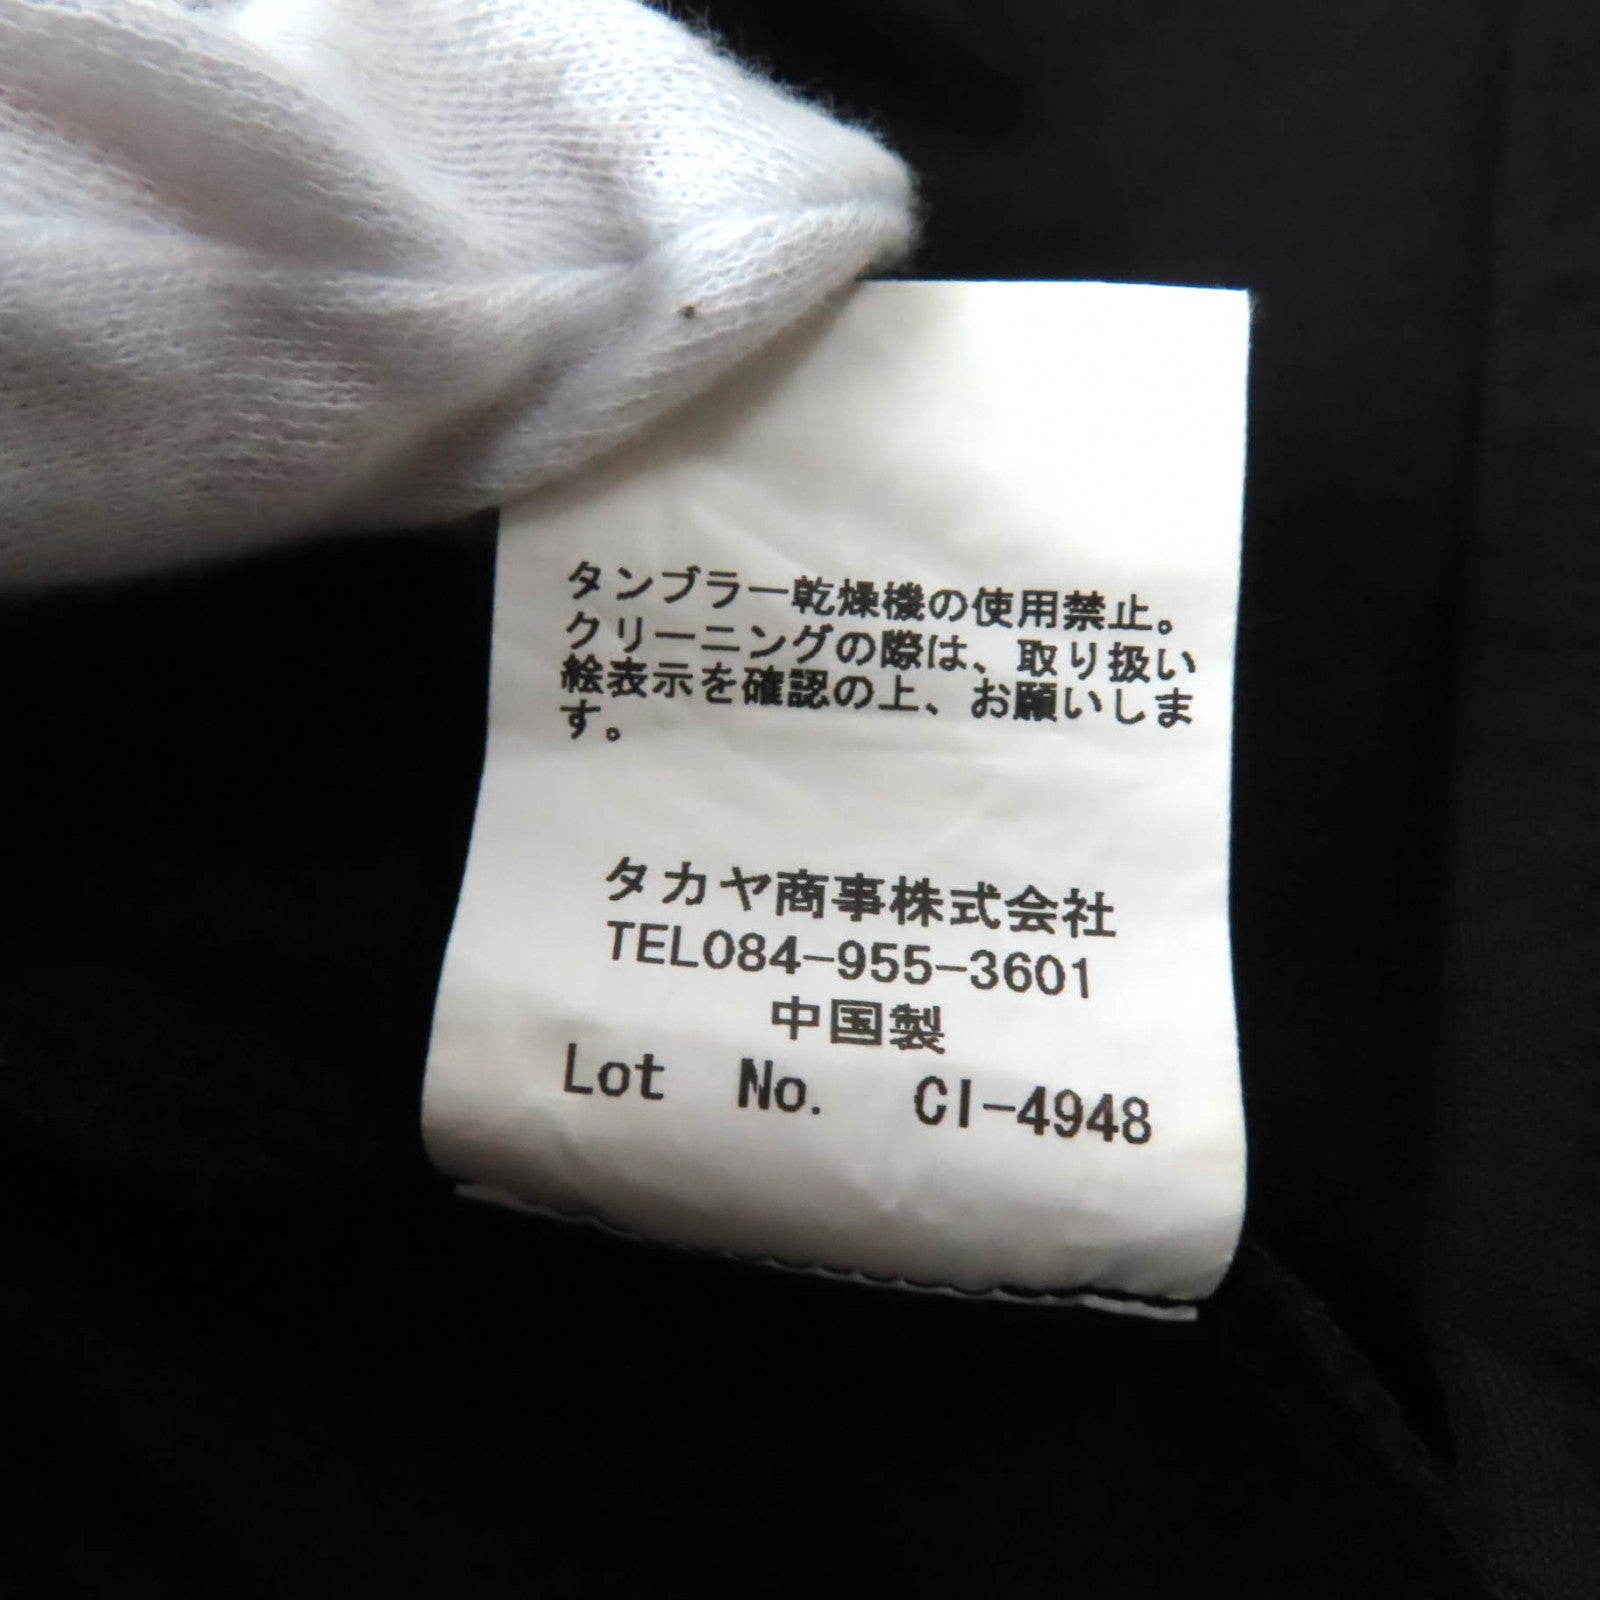 タンブラー乾燥機の使用禁止。
クリーニングの際は、取り扱い
絵表示を確認の上、お願いしま
す。
タカヤ商事株式会社
TEL084-955-3601
中国製
Lot No. CI-4948